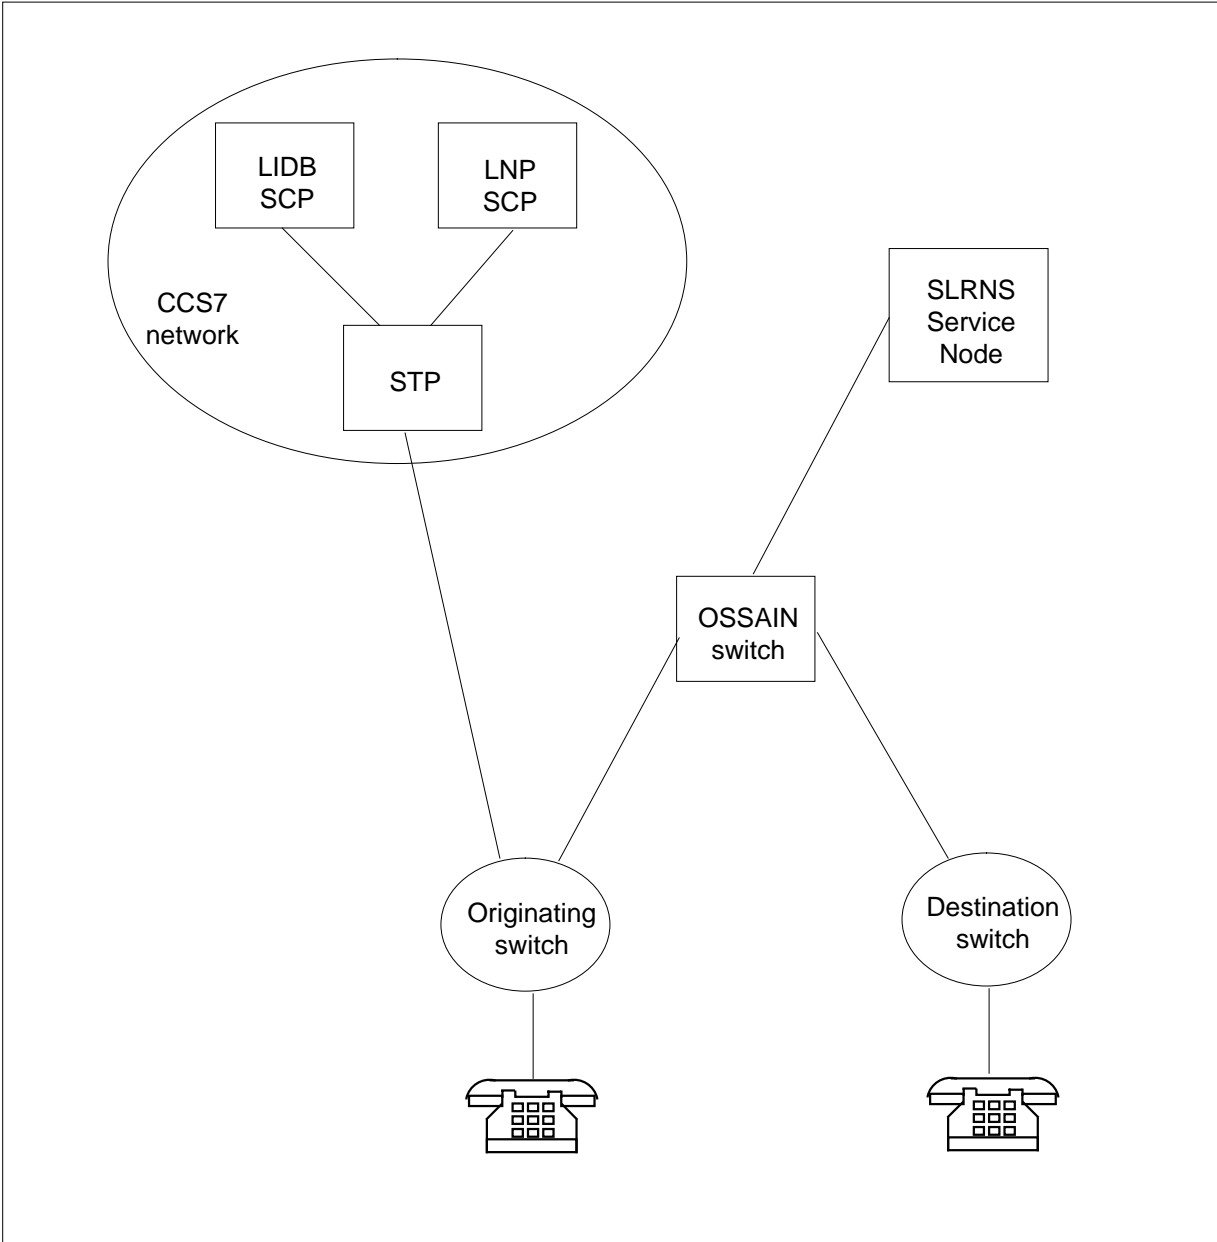 LIDB
SCP
LNP
SCP
CCS7
network
STP
SLRNS
Service
Node
OSSAIN
switch
Originating
switch
Destination
switch